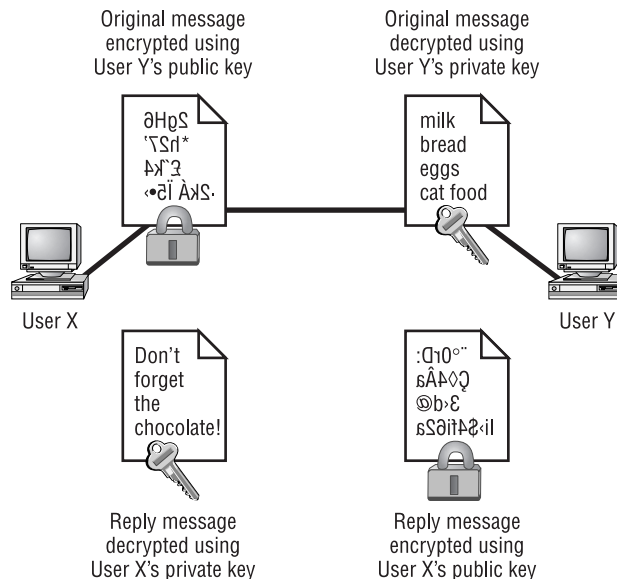 Original message
encrypted using
User Y's public key
Original message
decrypted using
User Y's private key
milk
bread
eggs
cat food
User X
User Y
Don't
forget
the
chocolate!
Reply message
decrypted using
User X's private key
Reply message
encrypted using
User X's public key